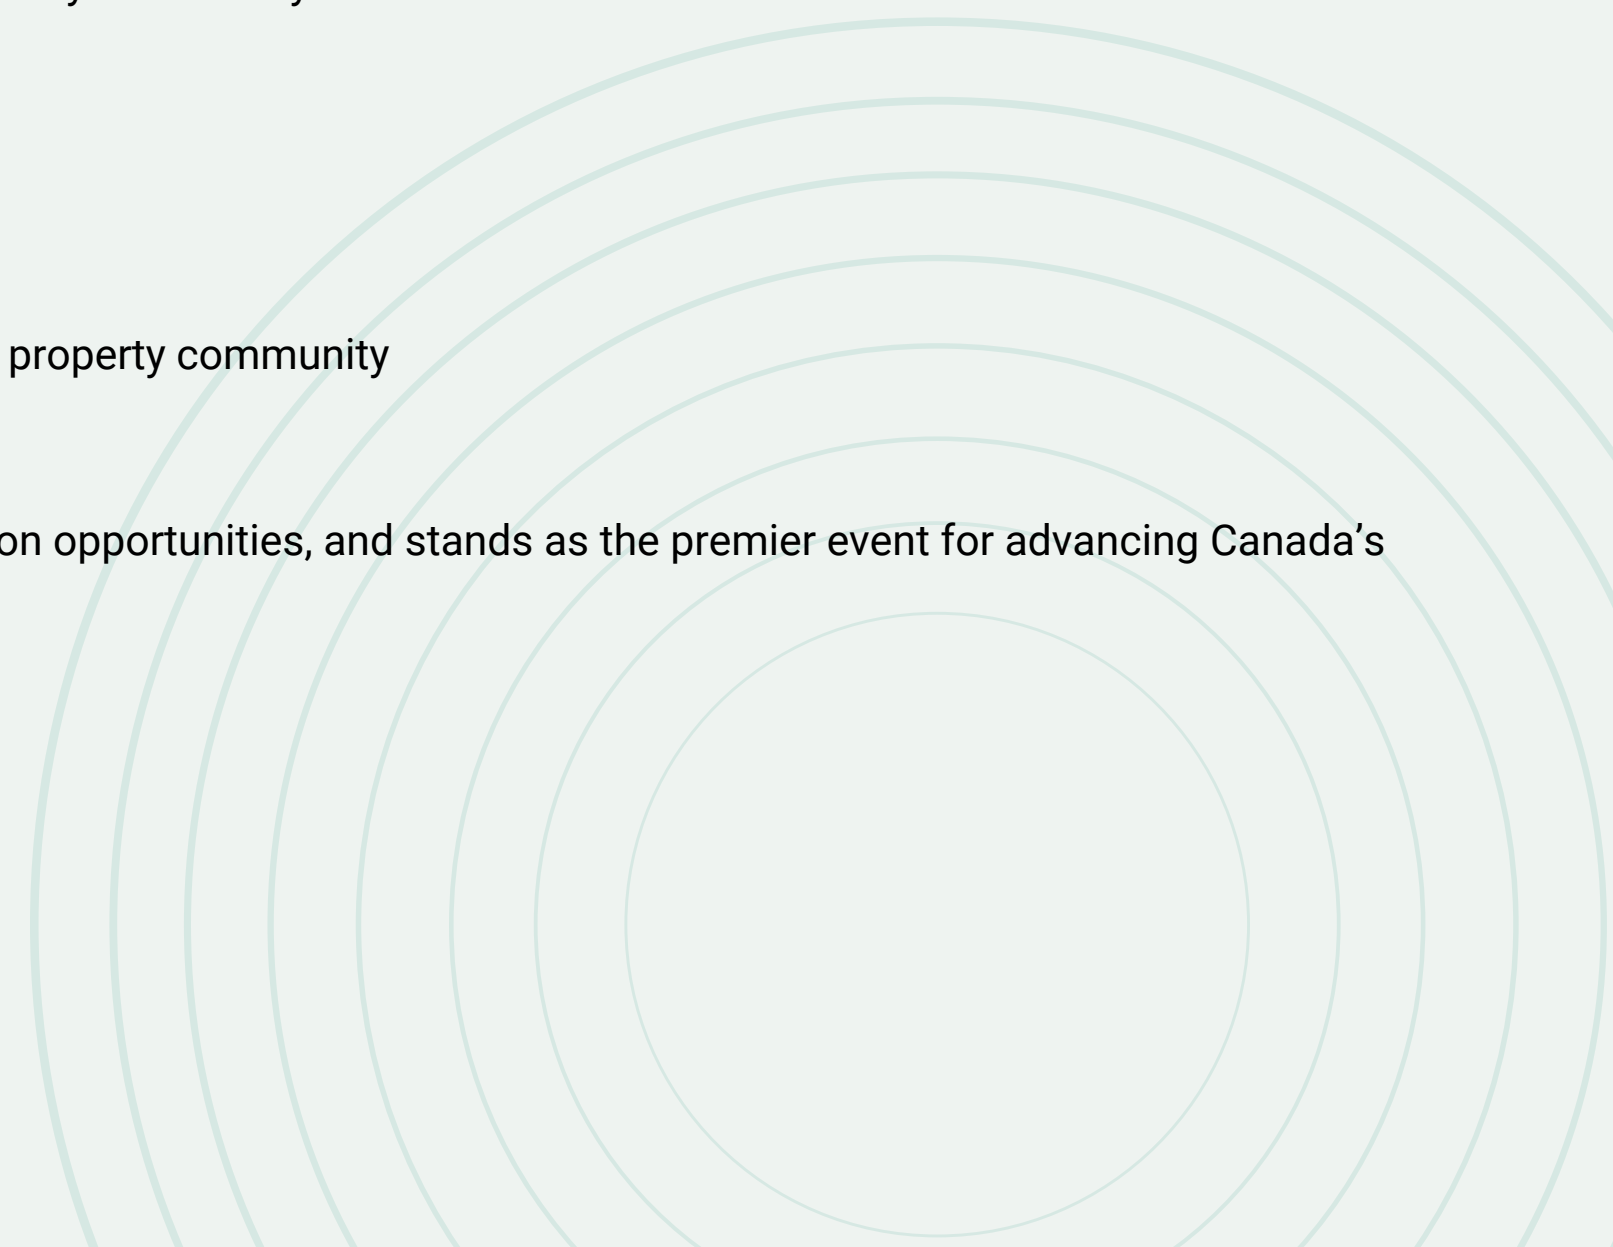 property community
on opportunities, and stands as the premier event for advancing Canada’s